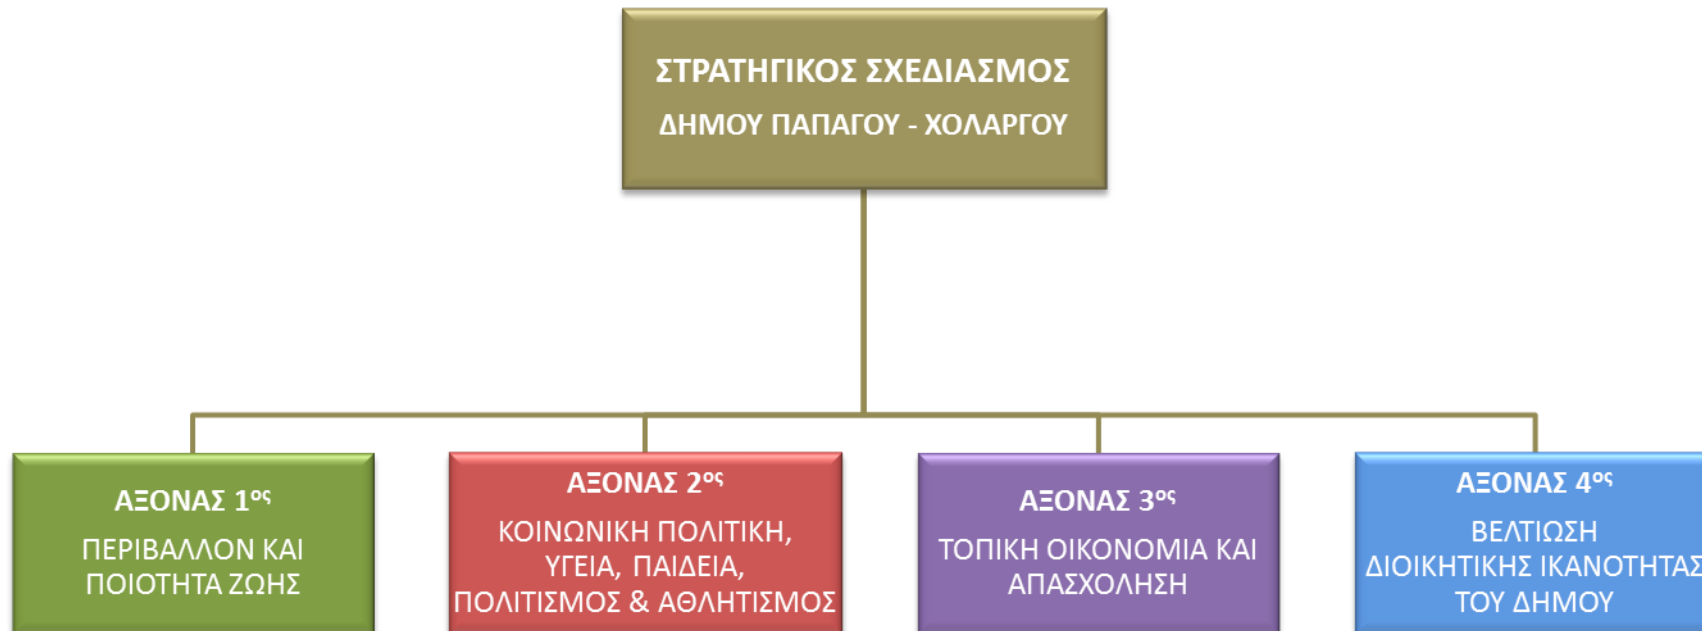 ΣΤΡΑΤΗΓΙΚΟΣ ΣΧΕΔΙΑΣΜΟΣ
ΔΗΜΟΥ ΠΑΠΑΓΟΥ - ΧΟΛΑΡΓΟΥ
ΑΞΟΝΑΣ 1ος
ΠΕΡΙΒΑΛΛΟΝ ΚΑΙ
ΠΟΙΟΤΗΤΑ ΖΩΗΣ
ΑΞΟΝΑΣ 2ος
ΚΟΙΝΩΝΙΚΗ ΠΟΛΙΤΙΚΗ,
ΥΓΕΙΑ, ΠΑΙΔΕΙΑ,
ΠΟΛΙΤΙΣΜΟΣ & ΑΘΛΗΤΙΣΜΟΣ
ΑΞΟΝΑΣ 3ος
ΤΟΠΙΚΗ ΟΙΚΟΝΟΜΙΑ ΚΑΙ
ΑΠΑΣΧΟΛΗΣΗ
ΑΞΟΝΑΣ 4ος
ΒΕΛΤΙΩΣΗ
ΔΙΟΙΚΗΤΙΚΗΣ ΙΚΑΝΟΤΗΤΑΣ
ΤΟΥ ΔΗΜΟΥ